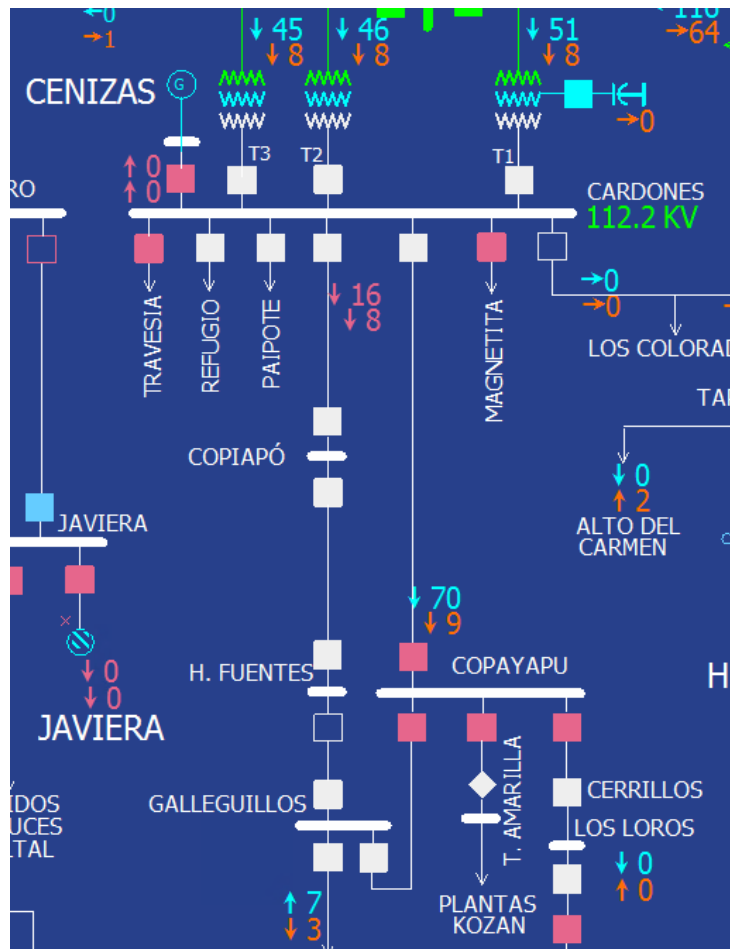 ←0
→1
↓45
↓8
↓46
↓8
↓51
↓8
→64
CENIZAS
G
→0
T3
T2
T1
↑0
↑0
RO
CARDONES
112.2 KV
TRAVESIA
REFUGIO
PAIPOTE
↓16
↓8
MAGNETITA
→0
→0
LOS COLORAD
TAP
COPIAPÓ
↓0
↑2
ALTO DEL
CARMEN
JAVIERA
↓70
↓9
×
↓0
↓0
JAVIERA
H. FUENTES
COPAYAPU
H
T. AMARILLA
IDOS
UCES
LTAL
GALLEGUILLOS
CERRILLOS
LOS LOROS
↓0
↑0
↑7
↓3
PLANTAS
KOZAN